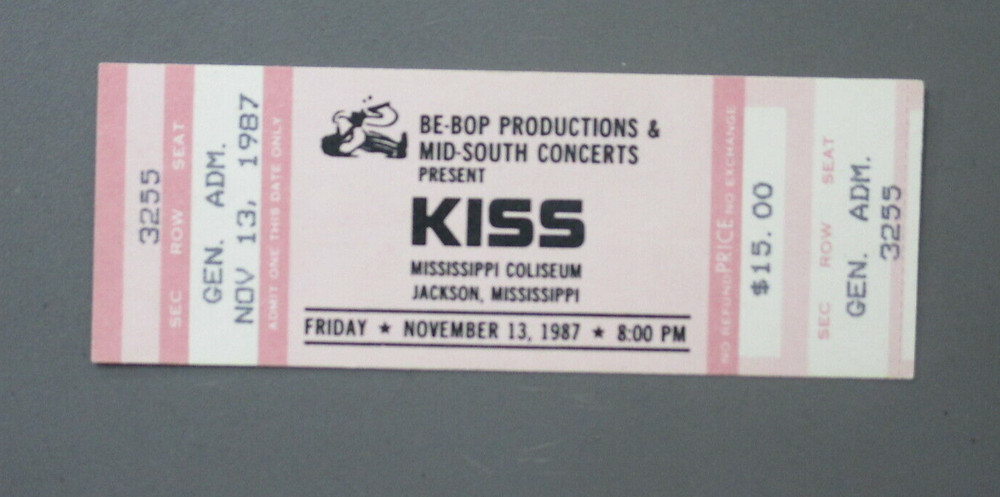 3255
SEC ROW SEAT
GEN. ADM.
NOV 13, 1987
ADMIT ONE THIS DATE ONLY
BE-BOP PRODUCTIONS &
MID-SOUTH CONCERTS
PRESENT
KISS
MISSISSIPPI COLISEUM
JACKSON, MISSISSIPPI
FRIDAY ★ NOVEMBER 13, 1987 ★ 8:00 PM
NO REFUND PRICE NO EXCHANGE
$15.00
SEC ROW SEAT
GEN. ADM.
3255